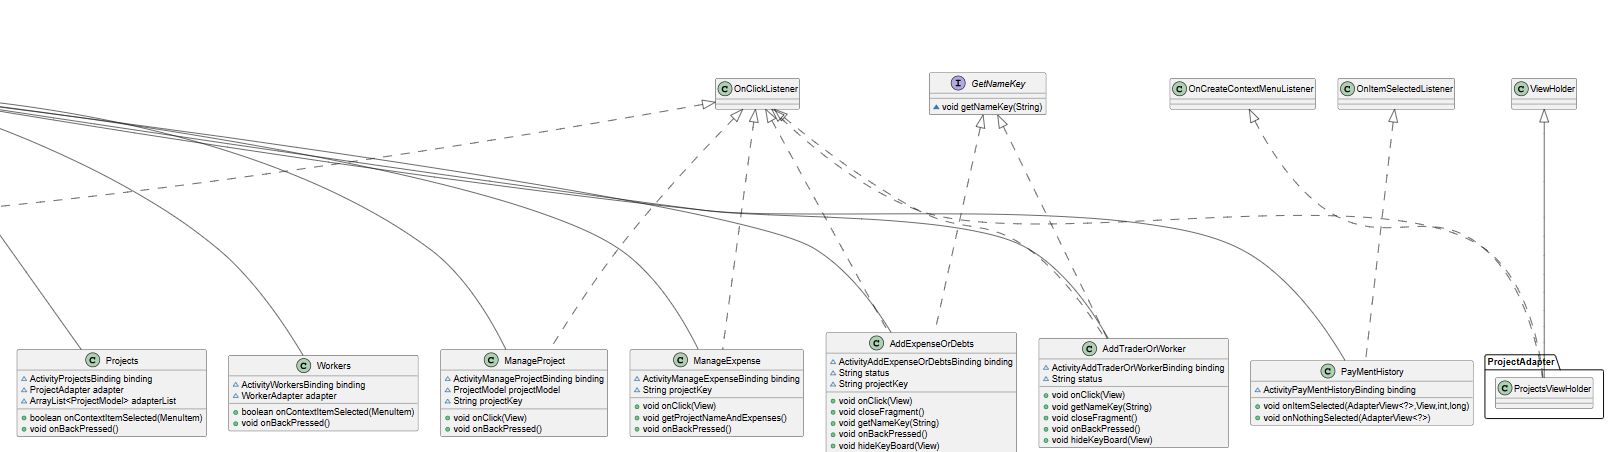 C OnClickListener
I GetNameKey
void getNameKey(String)
C OnCreateContextMenuListener
C OnItemSelectedListener
C ViewHolder
C Projects
ActivityProjectsBinding binding
ProjectAdapter adapter
ArrayList<ProjectModel> adapterList
boolean onContextItemSelected(MenuItem)
void onBackPressed()
C Workers
ActivityWorkersBinding binding
WorkerAdapter adapter
boolean onContextItemSelected(MenuItem)
void onBackPressed()
C ManageProject
ActivityManageProjectBinding binding
ProjectModel projectModel
String projectKey
void onClick(View)
void onBackPressed()
C ManageExpense
ActivityManageExpenseBinding binding
String projectKey
void onClick(View)
void getProjectNameAndExpenses()
void onBackPressed()
C AddExpenseOrDebts
ActivityAddExpenseOrDebtsBinding binding
String status
String projectKey
void onClick(View)
void closeFragment()
void getNameKey(String)
void onBackPressed()
void hideKeyBoard(View)
C AddTraderOrWorker
ActivityAddTraderOrWorkerBinding binding
String status
void onClick(View)
void getNameKey(String)
void closeFragment()
void onBackPressed()
void hideKeyBoard(View)
C PayMentHistory
ActivityPayMentHistoryBinding binding
void onItemSelected(AdapterView<?>,View,int,long)
void onNothingSelected(AdapterView<?>)
ProjectAdapter
C ProjectsViewHolder